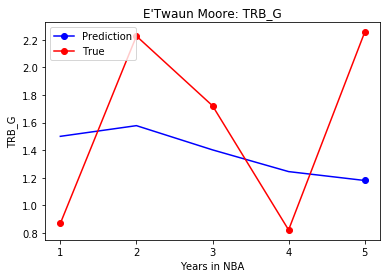 E'Twaun Moore: TRB_G
Prediction
True
2.2
2.0
1.8
1.6
1.4
1.2
1.0
0.8
TRB_G
1 2 3 4 5
Years in NBA